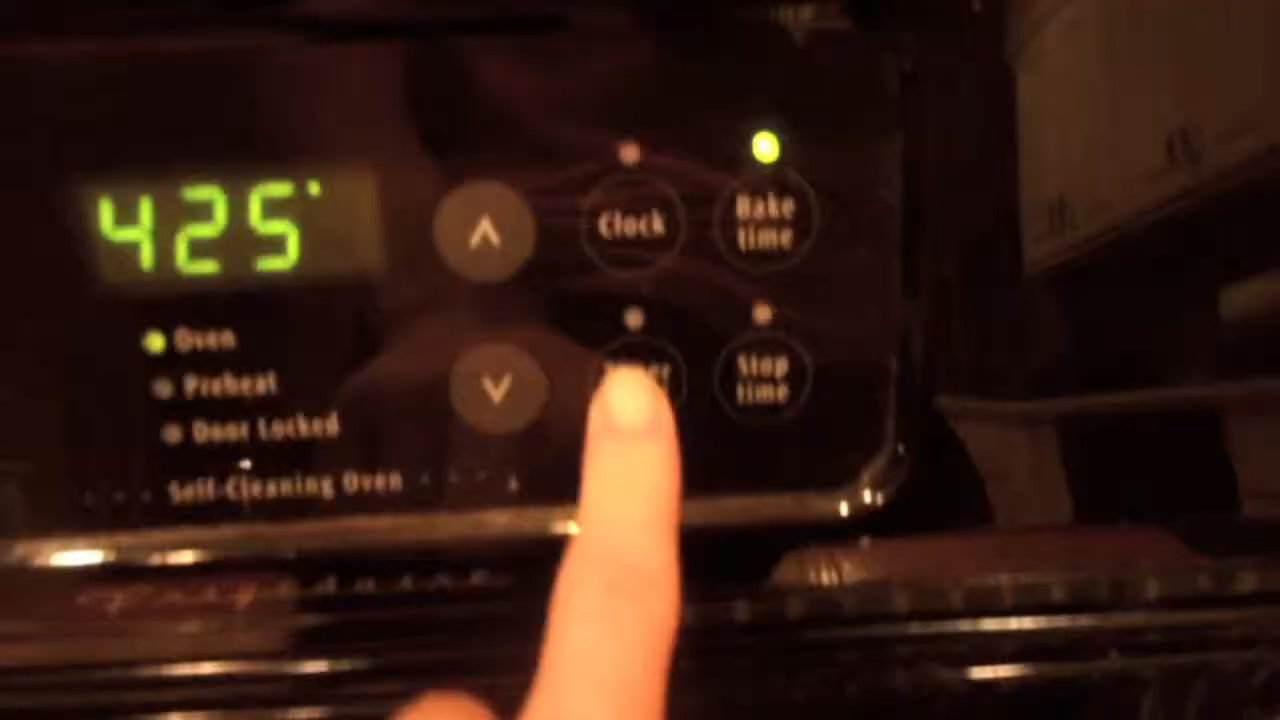 425°
Clock
Bake
time
Oven
Preheat
Door Locked
Self-Cleaning Oven
Stop
time